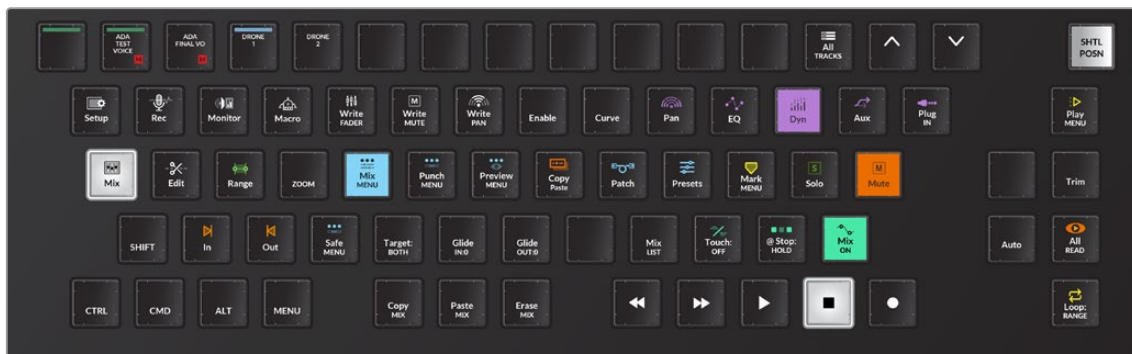 ADA
TEST
VOICE
M
ADA
FINAL VO
M
DRONE
1
DRONE
2
All
TRACKS
SHTL
POSN
Setup
Rec
Monitor
Macro
Write
FADER
M
Write
MUTE
Write
PAN
Enable
Curve
Pan
EQ
Dyn
Aux
Plug
IN
Play
MENU
Mix
Edit
Range
ZOOM
Mix
MENU
Punch
MENU
Preview
MENU
Copy
Paste
Patch
Presets
Mark
MENU
S
Solo
M
Mute
Trim
SHIFT
In
Out
Safe
MENU
Target:
BOTH
Glide
IN:0
Glide
OUT:0
Mix
LIST
Touch:
OFF
@ Stop:
HOLD
Mix
ON
Auto
All
READ
CTRL
CMD
ALT
MENU
Copy
MIX
Paste
MIX
Erase
MIX
Loop:
RANGE